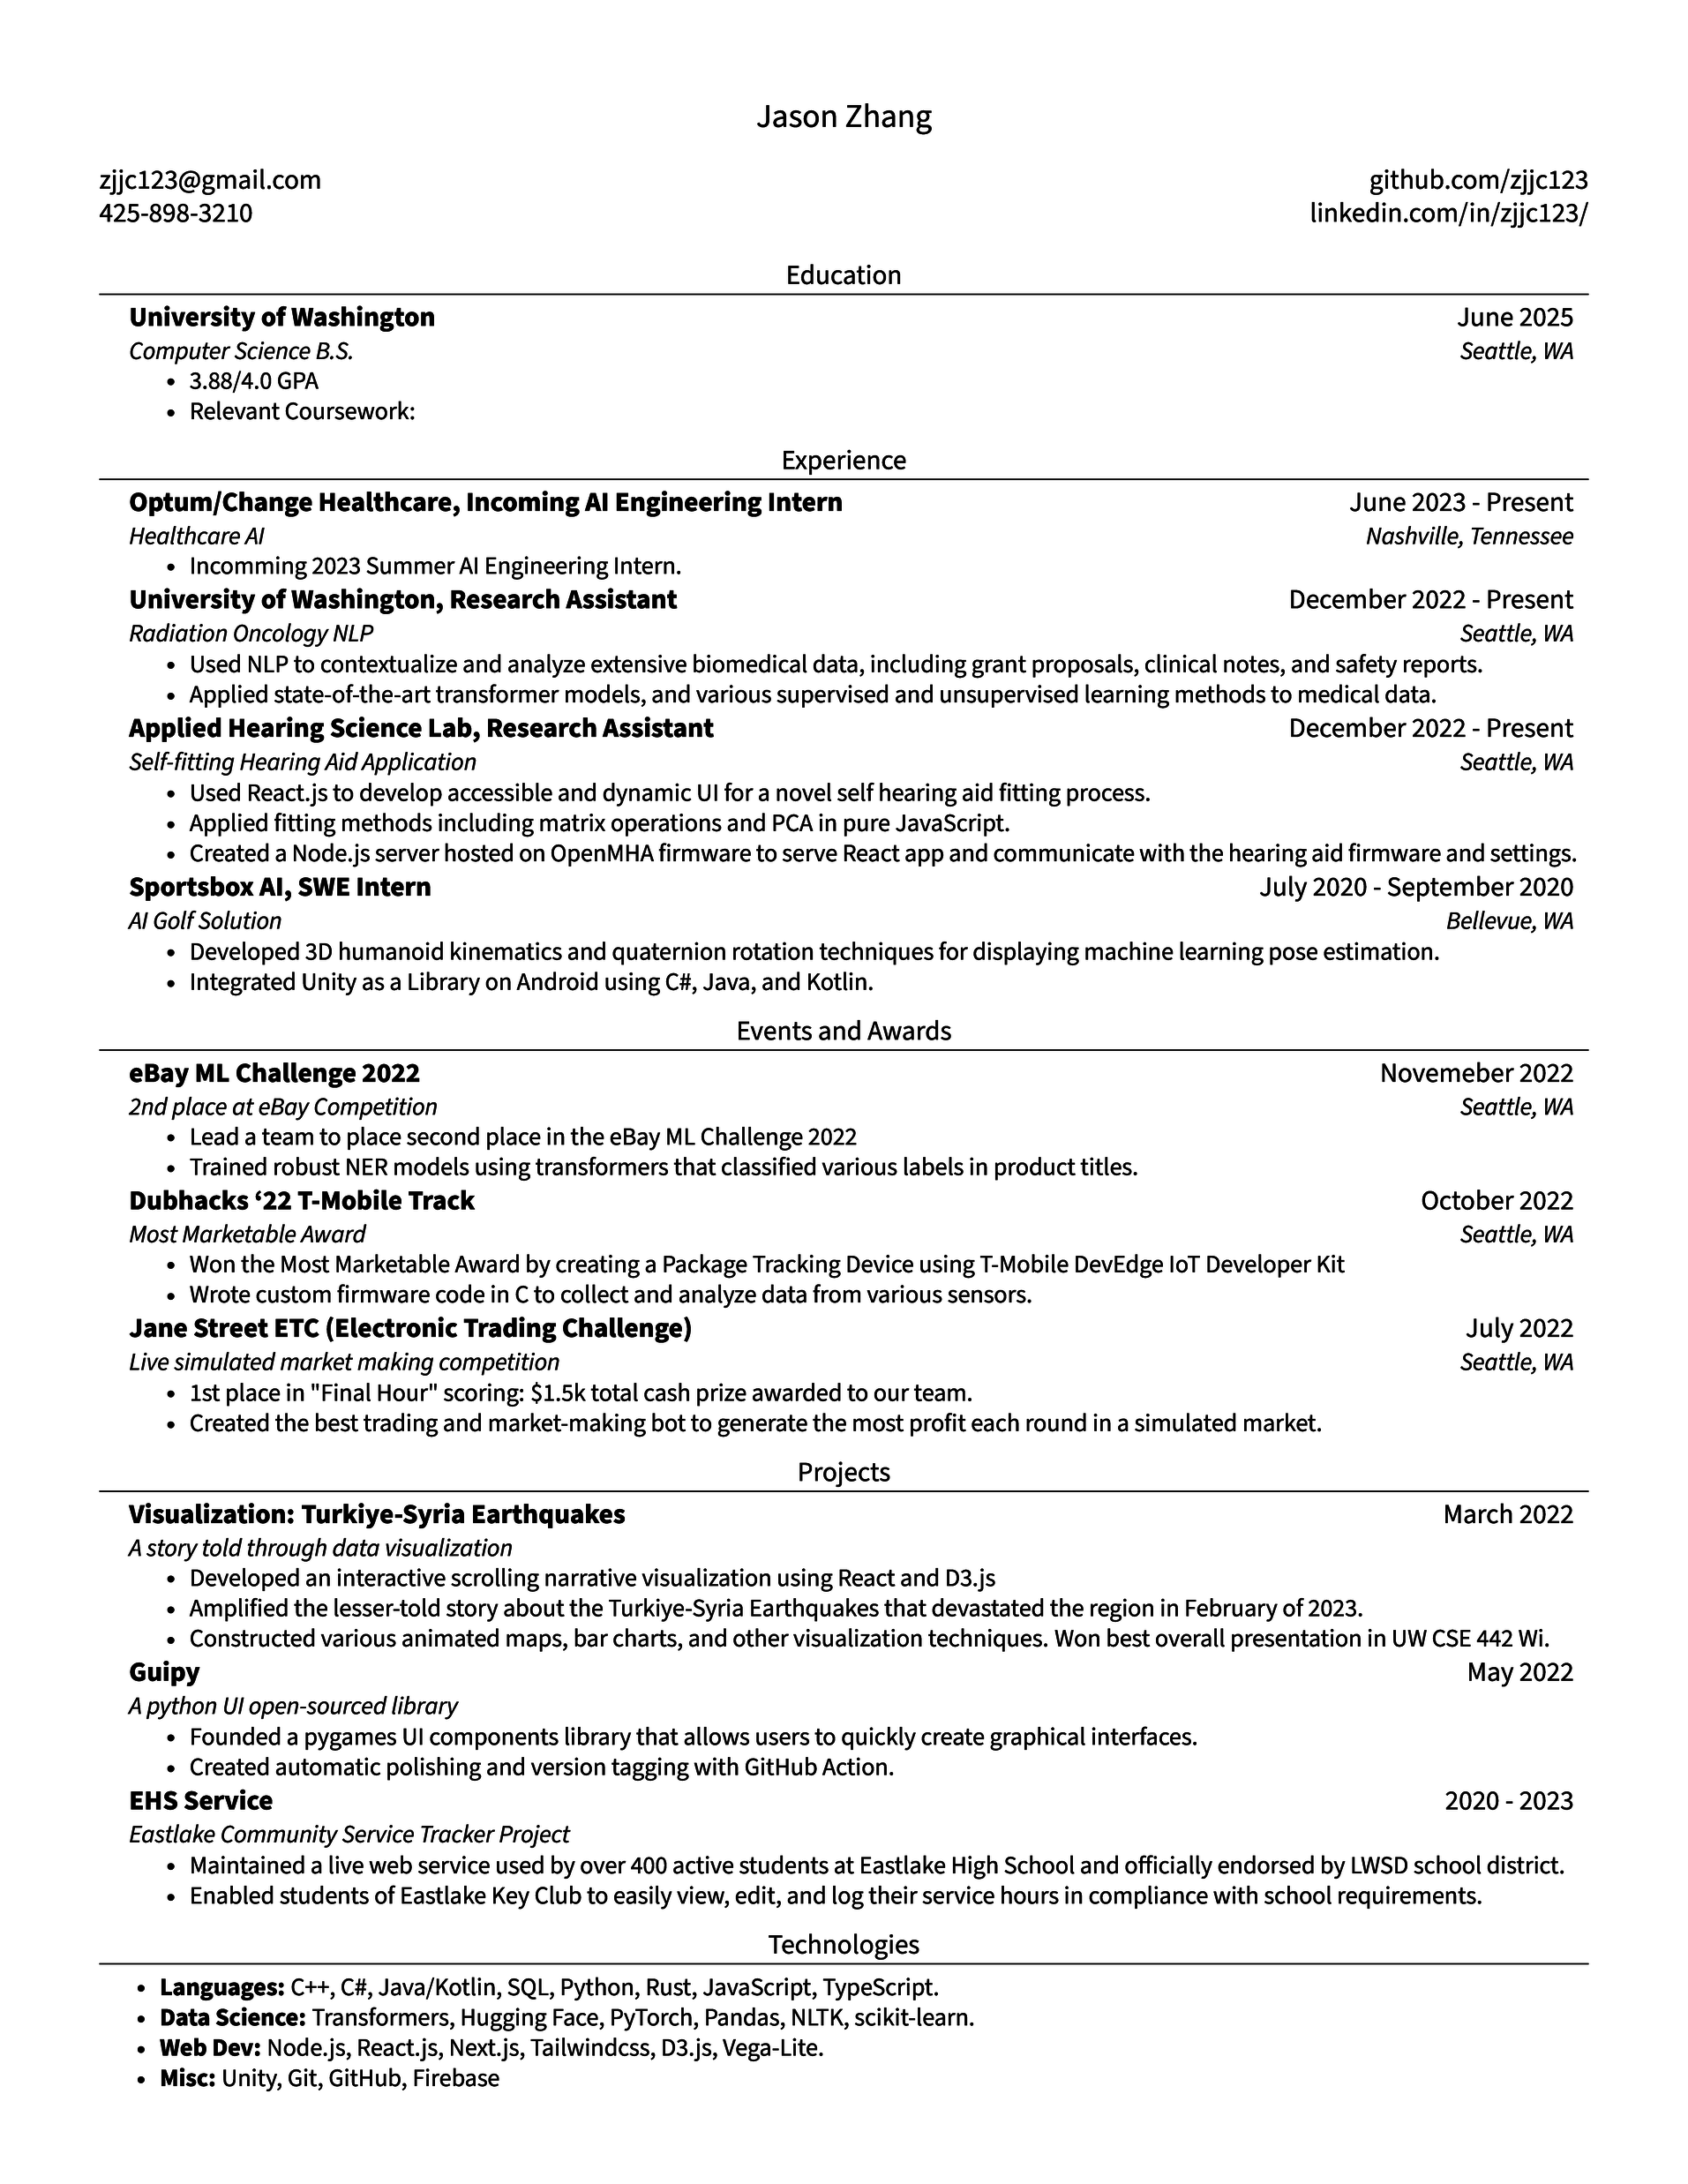 Jason Zhang
zjjc123@gmail.com github.com/zjjc123
425-898-3210 linkedin.com/in/zjjc123/
Education
University of Washington June 2025
Computer Science B.S. Seattle, WA
• 3.88/4.0 GPA
• Relevant Coursework:
Experience
Optum/Change Healthcare, Incoming AI Engineering Intern June 2023 - Present
Healthcare AI Nashville, Tennessee
• Incomming 2023 Summer AI Engineering Intern.
University of Washington, Research Assistant December 2022 - Present
Radiation Oncology NLP Seattle, WA
• Used NLP to contextualize and analyze extensive biomedical data, including grant proposals, clinical notes, and safety reports.
• Applied state-of-the-art transformer models, and various supervised and unsupervised learning methods to medical data.
Applied Hearing Science Lab, Research Assistant December 2022 - Present
Self-fitting Hearing Aid Application Seattle, WA
• Used React.js to develop accessible and dynamic UI for a novel self hearing aid fitting process.
• Applied fitting methods including matrix operations and PCA in pure JavaScript.
• Created a Node.js server hosted on OpenMHA firmware to serve React app and communicate with the hearing aid firmware and settings.
Sportsbox AI, SWE Intern July 2020 - September 2020
AI Golf Solution Bellevue, WA
• Developed 3D humanoid kinematics and quaternion rotation techniques for displaying machine learning pose estimation.
• Integrated Unity as a Library on Android using C#, Java, and Kotlin.
Events and Awards
eBay ML Challenge 2022 Novemeber 2022
2nd place at eBay Competition Seattle, WA
• Lead a team to place second place in the eBay ML Challenge 2022
• Trained robust NER models using transformers that classified various labels in product titles.
Dubhacks ‘22 T-Mobile Track October 2022
Most Marketable Award Seattle, WA
• Won the Most Marketable Award by creating a Package Tracking Device using T-Mobile DevEdge IoT Developer Kit
• Wrote custom firmware code in C to collect and analyze data from various sensors.
Jane Street ETC (Electronic Trading Challenge) July 2022
Live simulated market making competition Seattle, WA
• 1st place in "Final Hour" scoring: $1.5k total cash prize awarded to our team.
• Created the best trading and market-making bot to generate the most profit each round in a simulated market.
Projects
Visualization: Turkiye-Syria Earthquakes March 2022
A story told through data visualization
• Developed an interactive scrolling narrative visualization using React and D3.js
• Amplified the lesser-told story about the Turkiye-Syria Earthquakes that devastated the region in February of 2023.
• Constructed various animated maps, bar charts, and other visualization techniques. Won best overall presentation in UW CSE 442 Wi.
Guipy May 2022
A python UI open-sourced library
• Founded a pygames UI components library that allows users to quickly create graphical interfaces.
• Created automatic polishing and version tagging with GitHub Action.
EHS Service 2020 - 2023
Eastlake Community Service Tracker Project
• Maintained a live web service used by over 400 active students at Eastlake High School and officially endorsed by LWSD school district.
• Enabled students of Eastlake Key Club to easily view, edit, and log their service hours in compliance with school requirements.
Technologies
• Languages: C++, C#, Java/Kotlin, SQL, Python, Rust, JavaScript, TypeScript.
• Data Science: Transformers, Hugging Face, PyTorch, Pandas, NLTK, scikit-learn.
• Web Dev: Node.js, React.js, Next.js, Tailwindcss, D3.js, Vega-Lite.
• Misc: Unity, Git, GitHub, Firebase